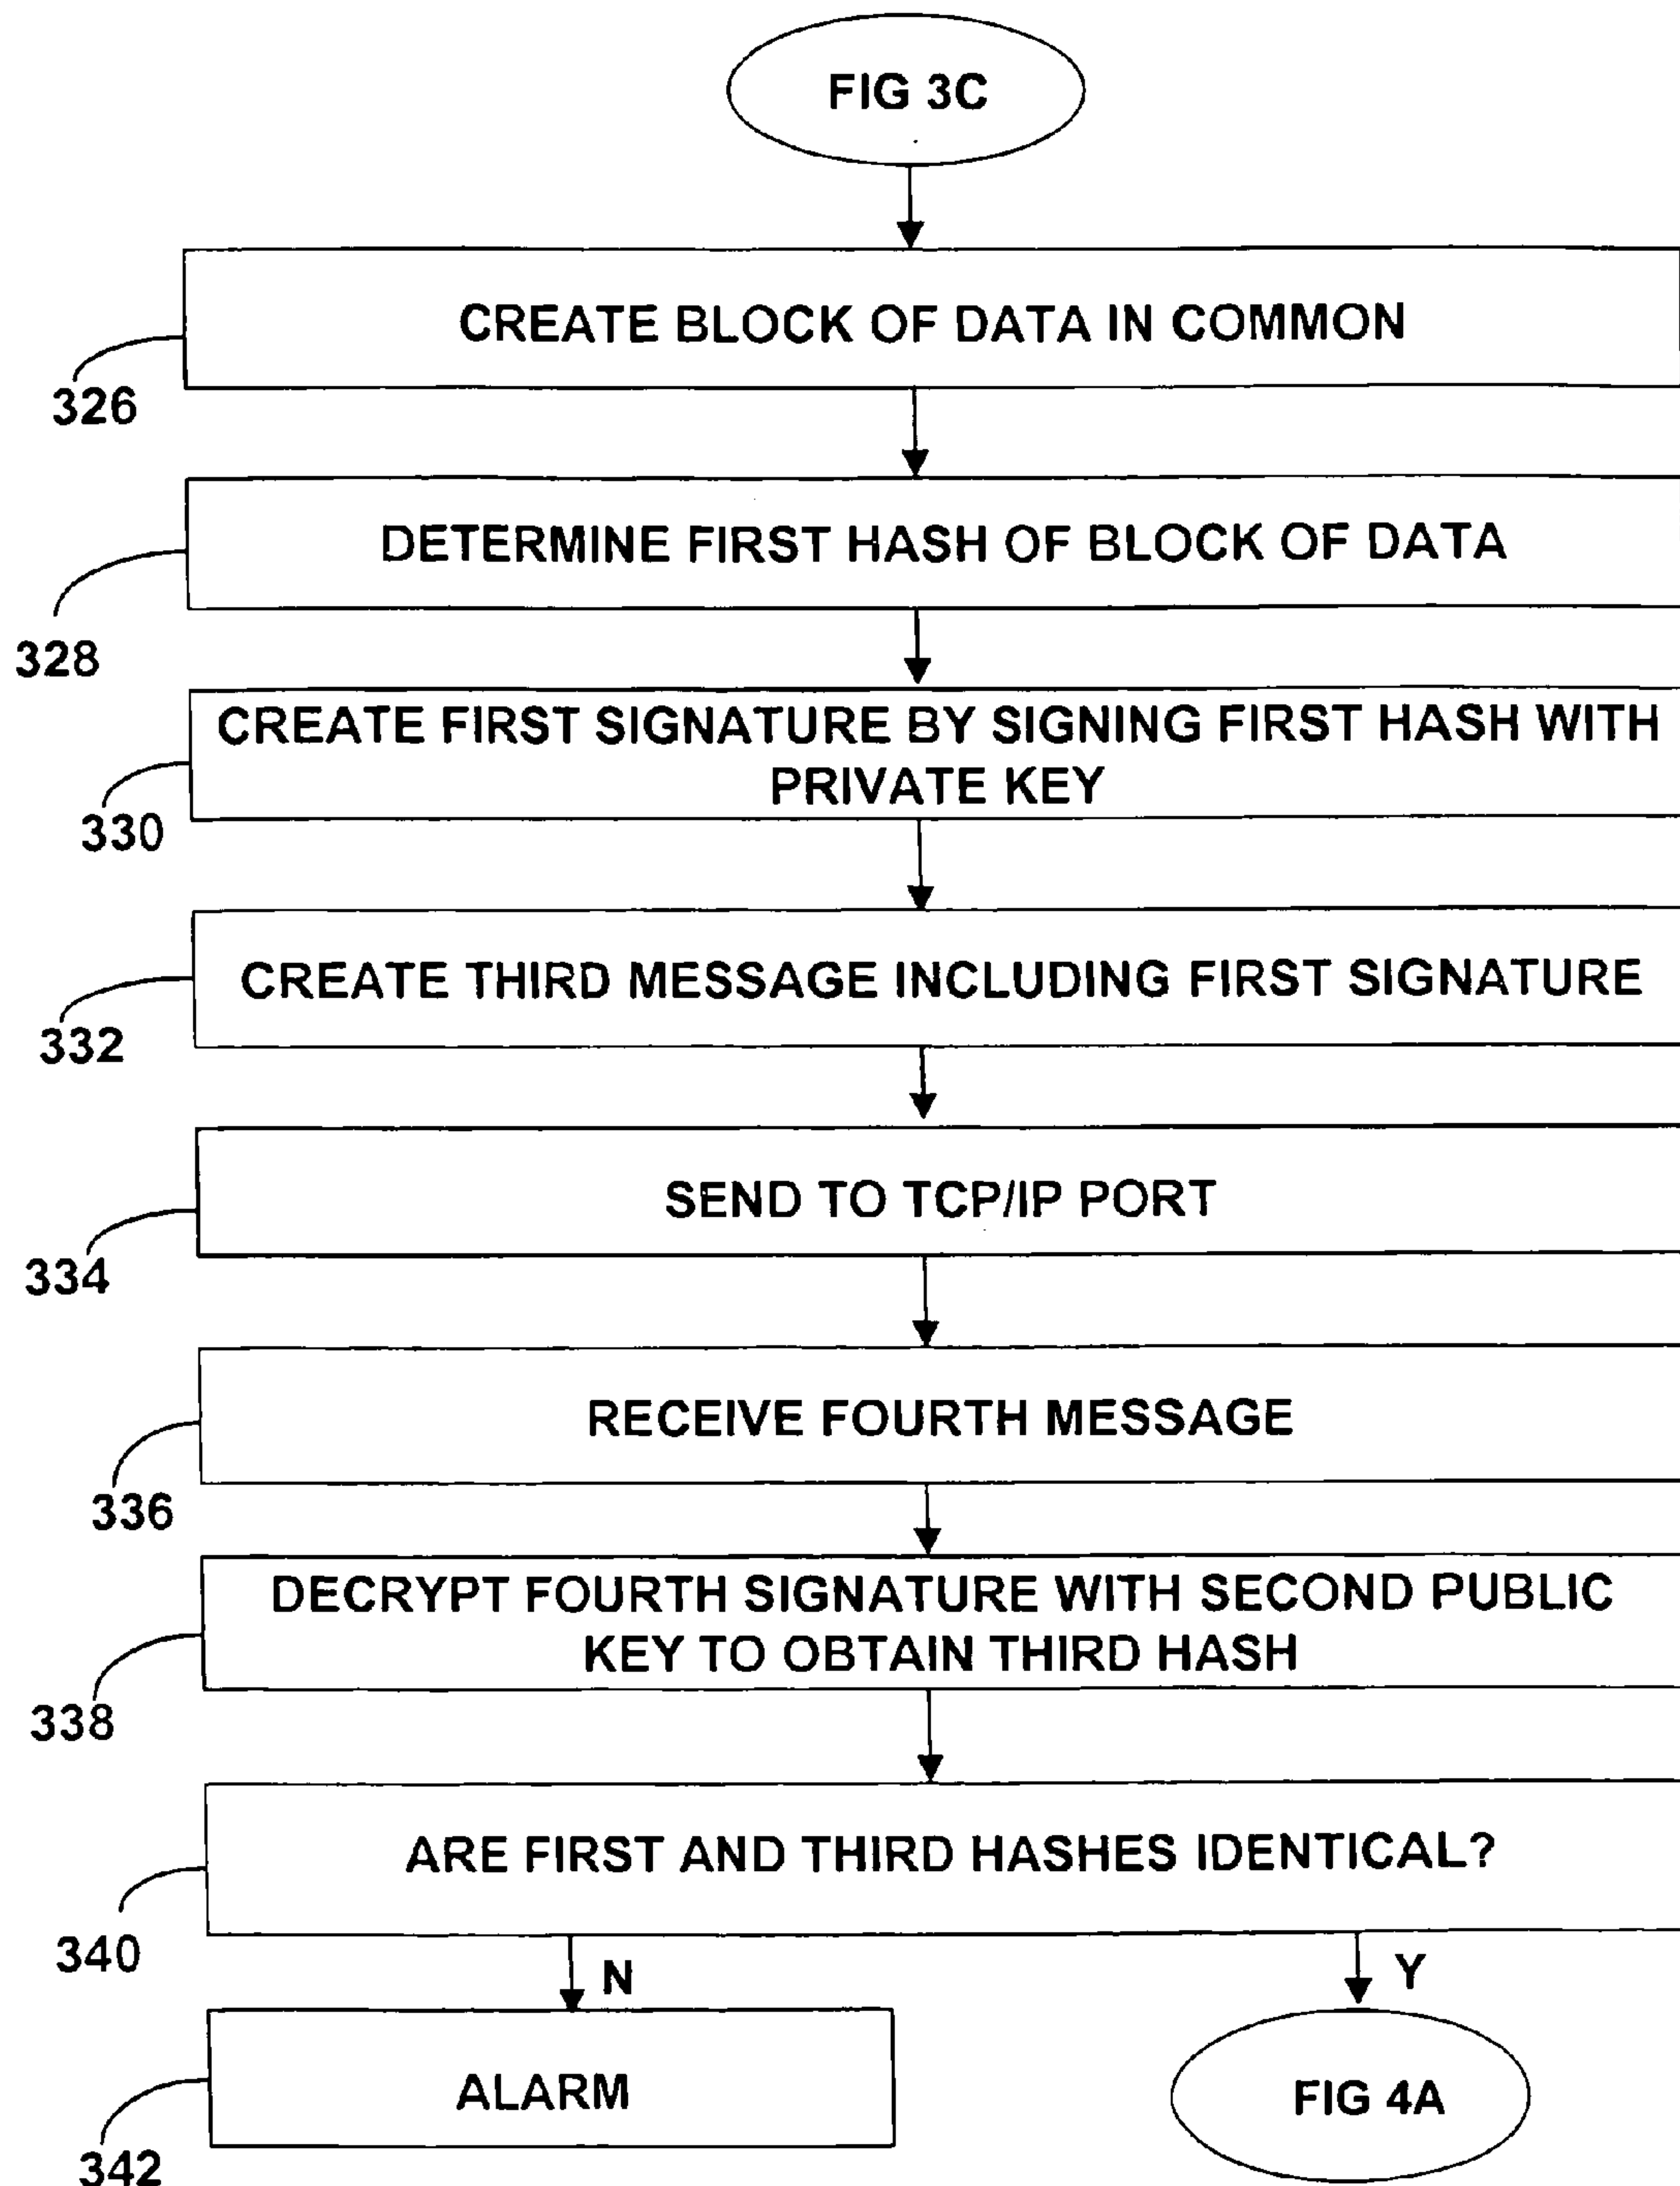 FIG 3C
CREATE BLOCK OF DATA IN COMMON
326
DETERMINE FIRST HASH OF BLOCK OF DATA
328
CREATE FIRST SIGNATURE BY SIGNING FIRST HASH WITH
PRIVATE KEY
330
CREATE THIRD MESSAGE INCLUDING FIRST SIGNATURE
332
SEND TO TCP/IP PORT
334
RECEIVE FOURTH MESSAGE
336
DECRYPT FOURTH SIGNATURE WITH SECOND PUBLIC
KEY TO OBTAIN THIRD HASH
338
ARE FIRST AND THIRD HASHES IDENTICAL?
340
N
Y
ALARM
FIG 4A
342